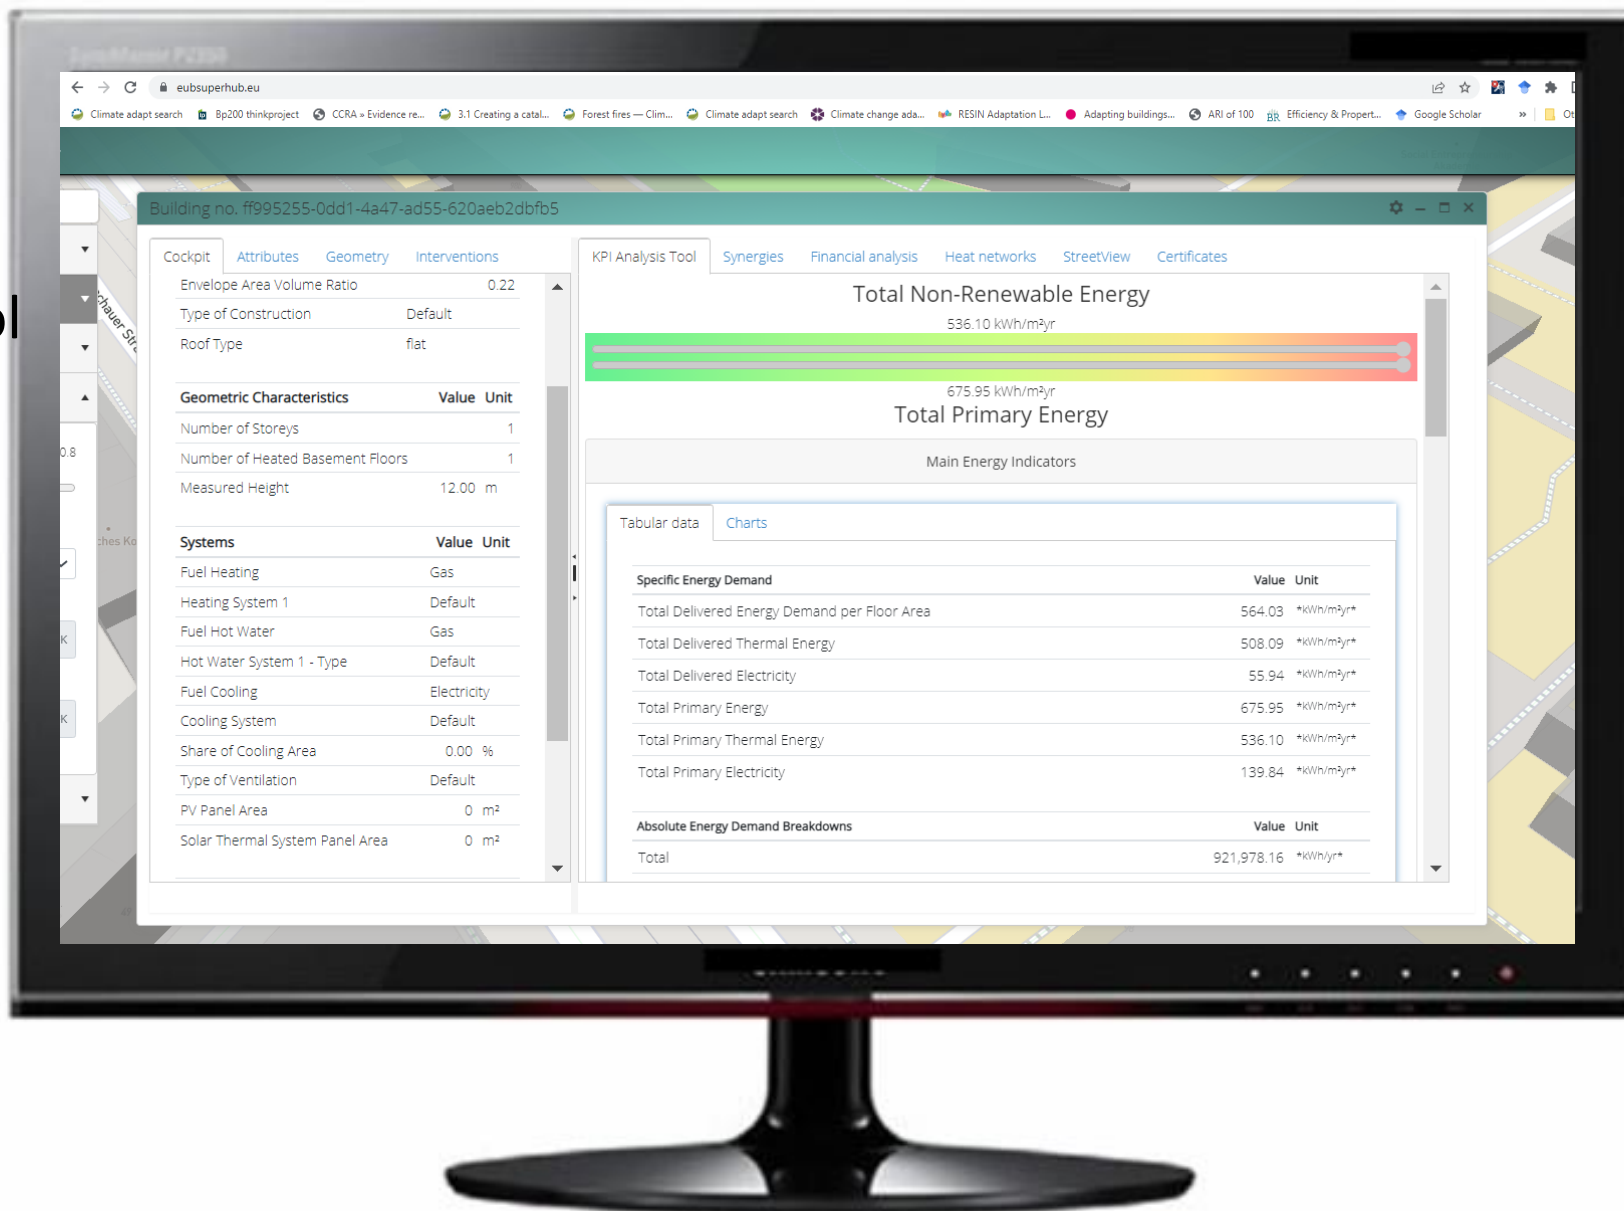 eubsuperhub.eu
Climate adapt search Bp200 thinkproject CCRA » Evidence re... 3.1 Creating a catal... Forest fires — Clim... Climate adapt search Climate change ada... RESIN Adaptation L... Adapting buildings... ARI of 100 Efficiency & Propert... Google Scholar » Ot
Building no. ff995255-0dd1-4a47-ad55-620aeb2dbfb5
Cockpit Attributes Geometry Interventions
Envelope Area Volume Ratio 0.22
Type of Construction Default
Roof Type flat
Geometric Characteristics Value Unit
Number of Storeys 1
Number of Heated Basement Floors 1
Measured Height 12.00 m
Systems Value Unit
Fuel Heating Gas
Heating System 1 Default
Fuel Hot Water Gas
Hot Water System 1 - Type Default
Fuel Cooling Electricity
Cooling System Default
Share of Cooling Area 0.00 %
Type of Ventilation Default
PV Panel Area 0 m²
Solar Thermal System Panel Area 0 m²
KPI Analysis Tool Synergies Financial analysis Heat networks StreetView Certificates
Total Non-Renewable Energy
536.10 kWh/m²yr
675.95 kWh/m²yr
Total Primary Energy
Main Energy Indicators
Tabular data Charts
Specific Energy Demand Value Unit
Total Delivered Energy Demand per Floor Area 564.03 *kWh/m²yr*
Total Delivered Thermal Energy 508.09 *kWh/m²yr*
Total Delivered Electricity 55.94 *kWh/m²yr*
Total Primary Energy 675.95 *kWh/m²yr*
Total Primary Thermal Energy 536.10 *kWh/m²yr*
Total Primary Electricity 139.84 *kWh/m²yr*
Absolute Energy Demand Breakdowns Value Unit
Total 921,978.16 *kWh/yr*
0.8
K
K